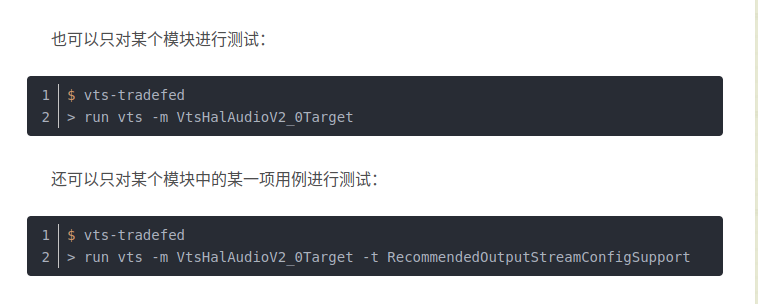 也可以只对某个模块进行测试：
1 $ vts-tradefed
2 > run vts -m VtsHalAudioV2_0Target
还可以只对某个模块中的某一项用例进行测试：
1 $ vts-tradefed
2 > run vts -m VtsHalAudioV2_0Target -t RecommendedOutputStreamConfigSupport